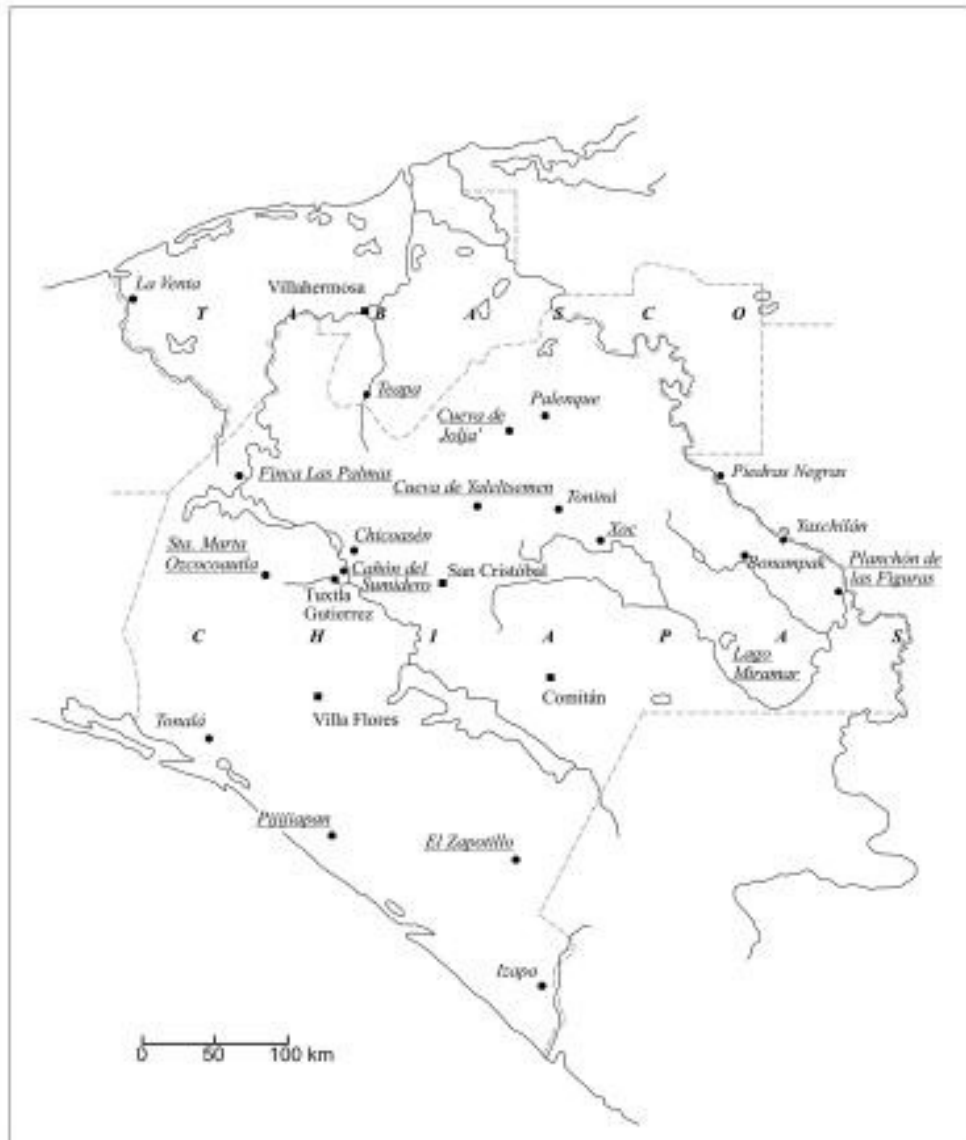 La Venta
Villahermosa
T A B A S C O
Teapa
Palenque
Cueva de
Jolja'
Finca Las Palmas
Piedras Negras
Cueva de Yaleltsemen
Toniná
Xoc
Yaxchilán
Chicoasén
Sta. Marta
Ozcocoautla
Cañón del
Sumidero
San Cristóbal
Bonampak
Planchón de
las Figuras
Tuxtla
Gutierrez
C H I A P A S
Lago
Miramar
Comitán
Villa Flores
Tonalá
Pijijiapan
El Zapotillo
Izapa
0 50 100 km